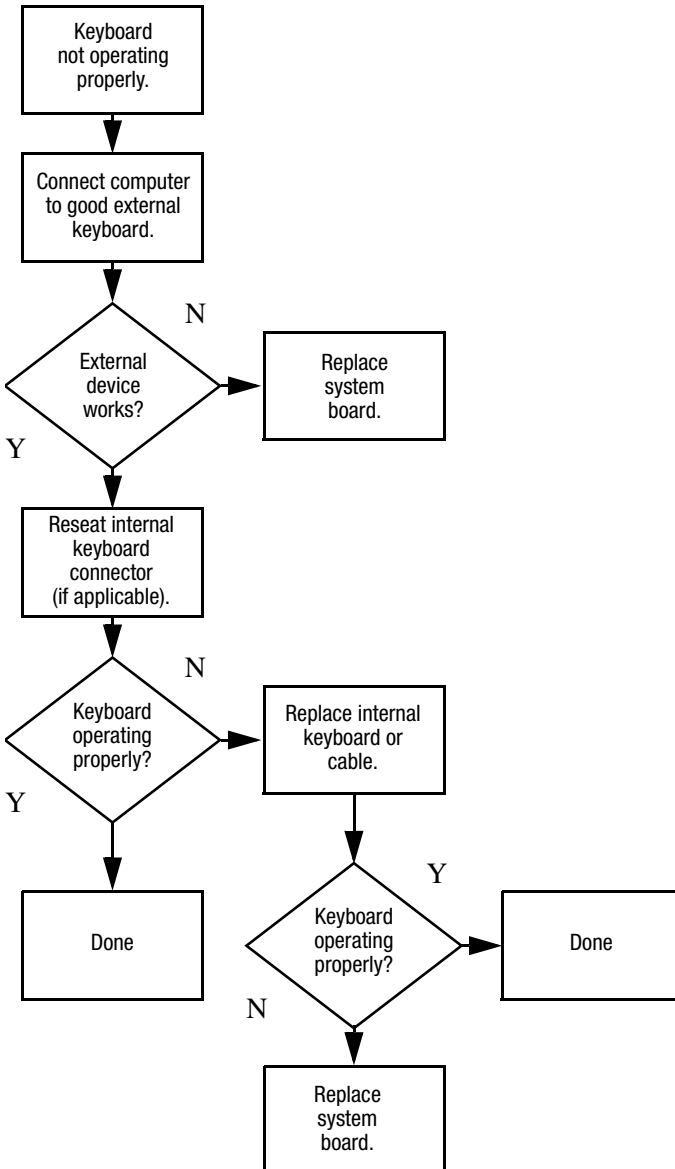 Keyboard
not operating
properly.
Connect computer
to good external
keyboard.
N
External
device
works?
Replace
system
board.
Y
Reseat internal
keyboard
connector
(if applicable).
N
Keyboard
operating
properly?
Replace internal
keyboard or
cable.
Y
Y
Done
Keyboard
operating
properly?
Done
N
Replace
system
board.